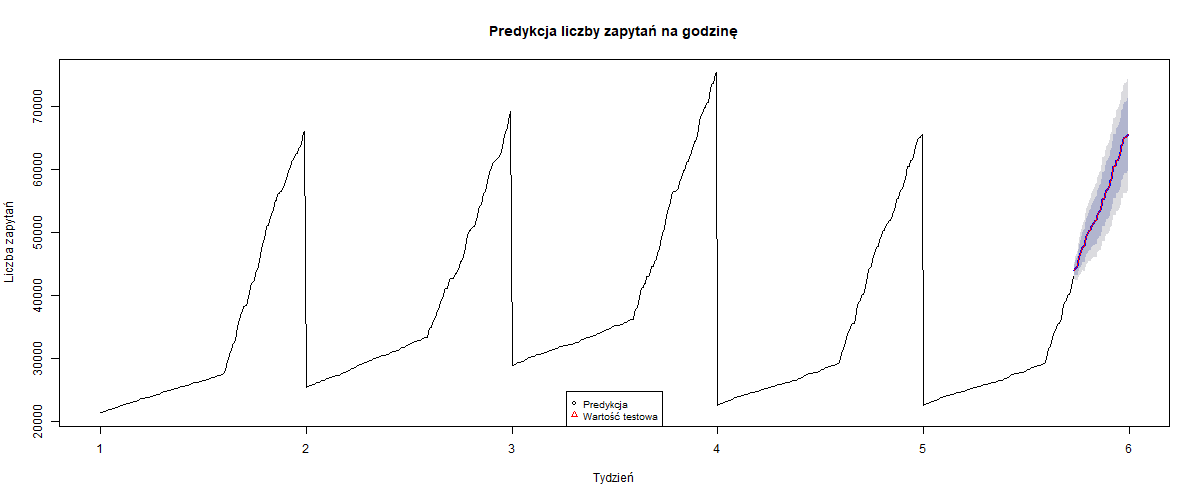 Predykcja liczby zapytań na godzinę
Liczba zapytań
70000
60000
50000
40000
30000
20000
Predykcja
Wartość testowa
1 2 3 4 5 6
Tydzień